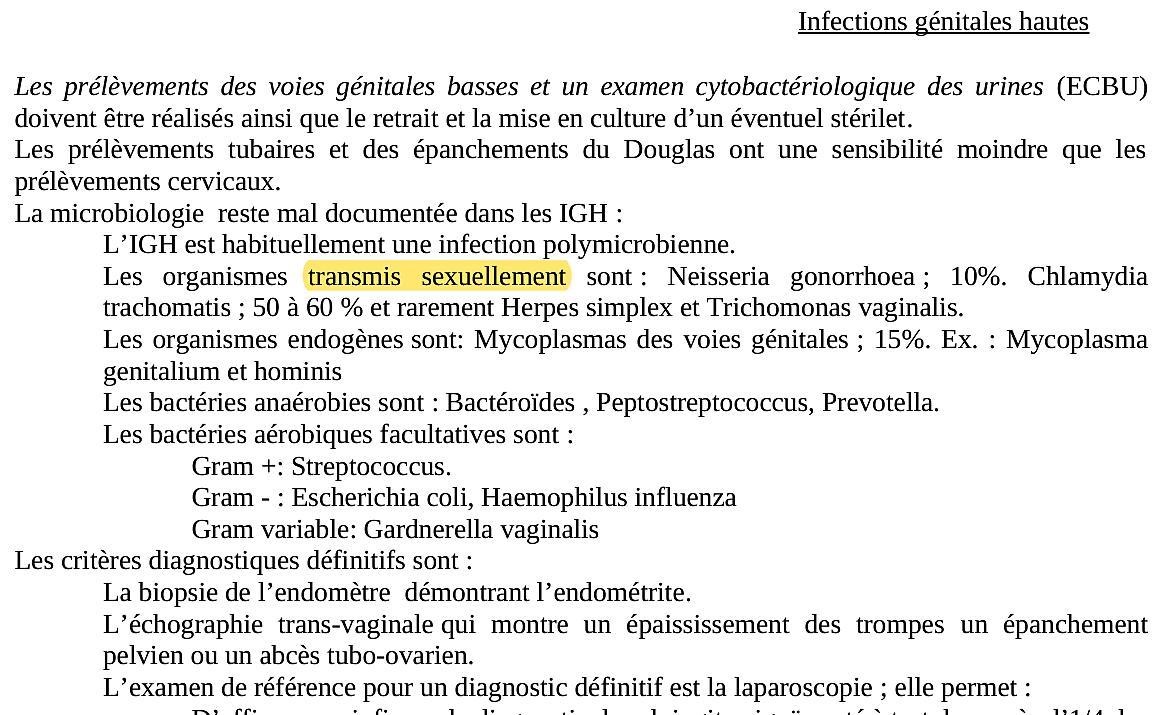 Infections génitales hautes
Les prélèvements des voies génitales basses et un examen cytobactériologique des urines (ECBU)
doivent être réalisés ainsi que le retrait et la mise en culture d’un éventuel stérilet.
Les prélèvements tubaires et des épanchements du Douglas ont une sensibilité moindre que les
prélèvements cervicaux.
La microbiologie reste mal documentée dans les IGH :
L’IGH est habituellement une infection polymicrobienne.
Les organismes transmis sexuellement sont : Neisseria gonorrhoea ; 10%. Chlamydia
trachomatis ; 50 à 60 % et rarement Herpes simplex et Trichomonas vaginalis.
Les organismes endogènes sont: Mycoplasmas des voies génitales ; 15%. Ex. : Mycoplasma
genitalium et hominis
Les bactéries anaérobies sont : Bactéroïdes , Peptostreptococcus, Prevotella.
Les bactéries aérobiques facultatives sont :
Gram +: Streptococcus.
Gram - : Escherichia coli, Haemophilus influenza
Gram variable: Gardnerella vaginalis
Les critères diagnostiques définitifs sont :
La biopsie de l’endomètre démontrant l’endométrite.
L’échographie trans-vaginale qui montre un épaississement des trompes un épanchement
pelvien ou un abcès tubo-ovarien.
L’examen de référence pour un diagnostic définitif est la laparoscopie ; elle permet :